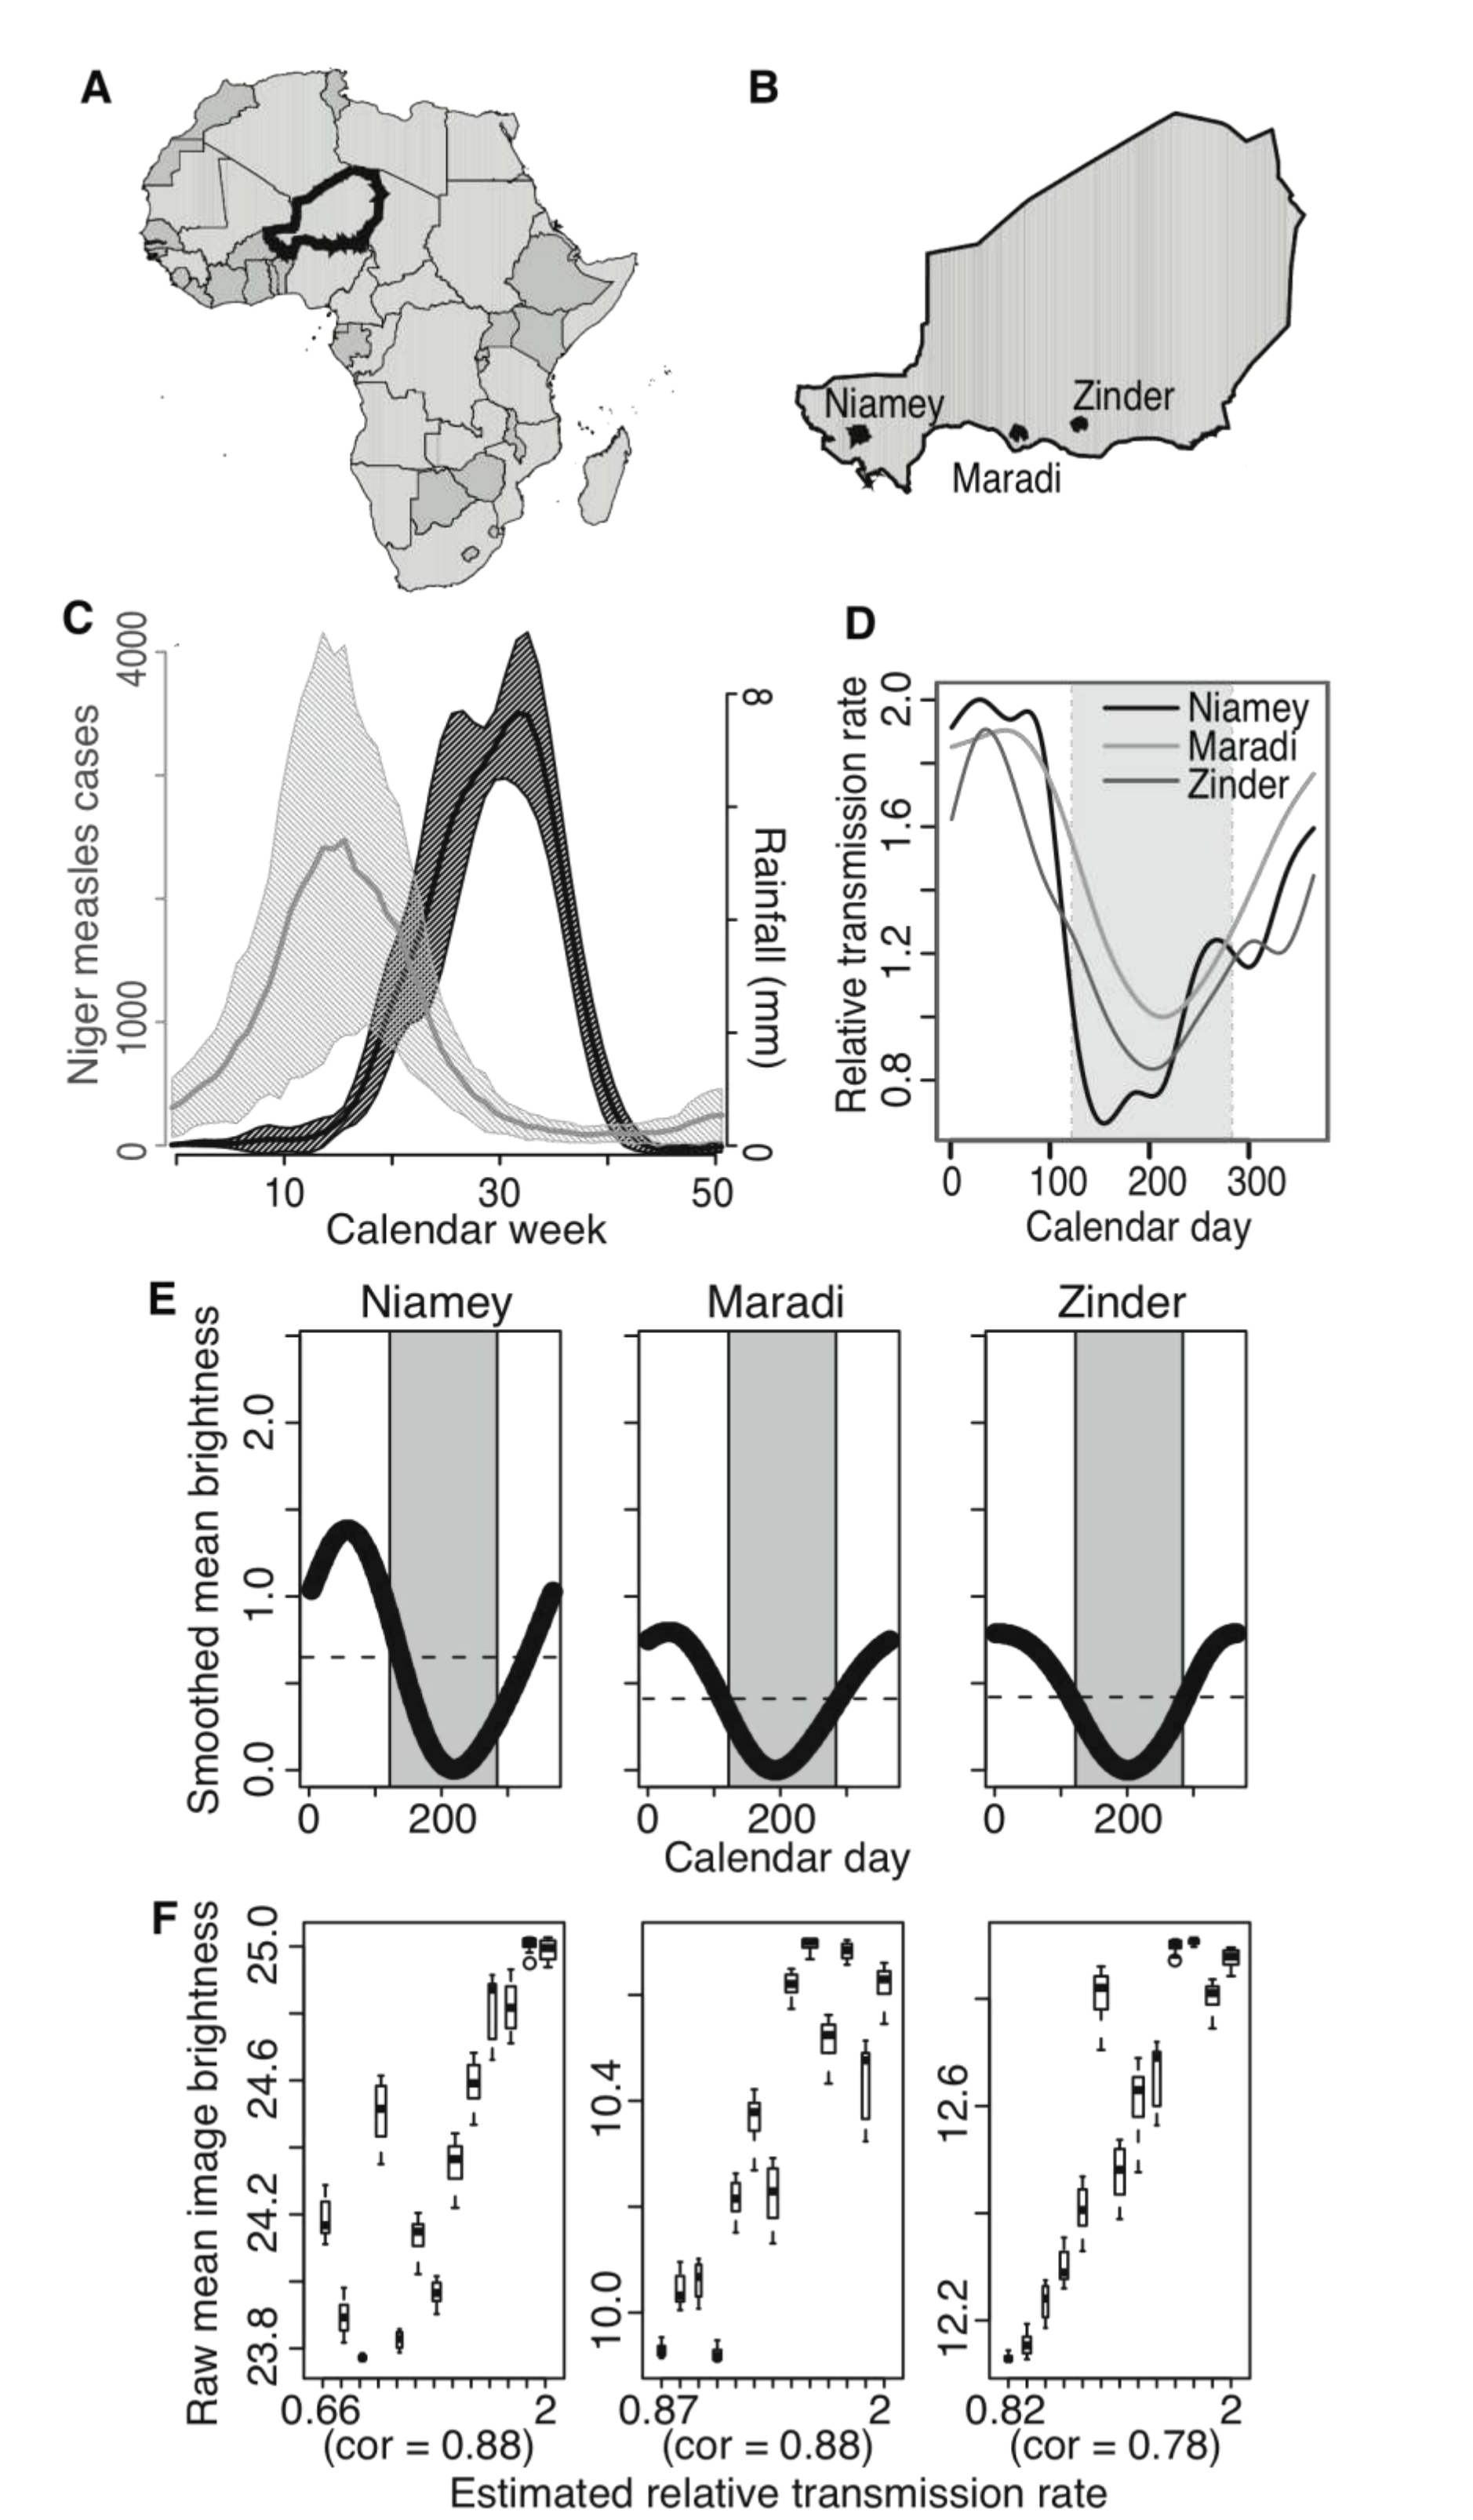 A
B
Niamey
Zinder
Maradi
C
Niger measles cases
0
1000
4000
Rainfall (mm)
0
8
10
30
50
Calendar week
D
Relative transmission rate
0.8
1.2
1.6
2.0
Niamey
Maradi
Zinder
0
100
200
300
Calendar day
E
Niamey
Maradi
Zinder
Smoothed mean brightness
0.0
1.0
2.0
0
200
0
200
0
200
Calendar day
F
Raw mean image brightness
23.8
24.2
24.6
25.0
10.0
10.4
12.2
12.6
0.66
2
0.87
2
0.82
2
(cor = 0.88)
(cor = 0.88)
(cor = 0.78)
Estimated relative transmission rate